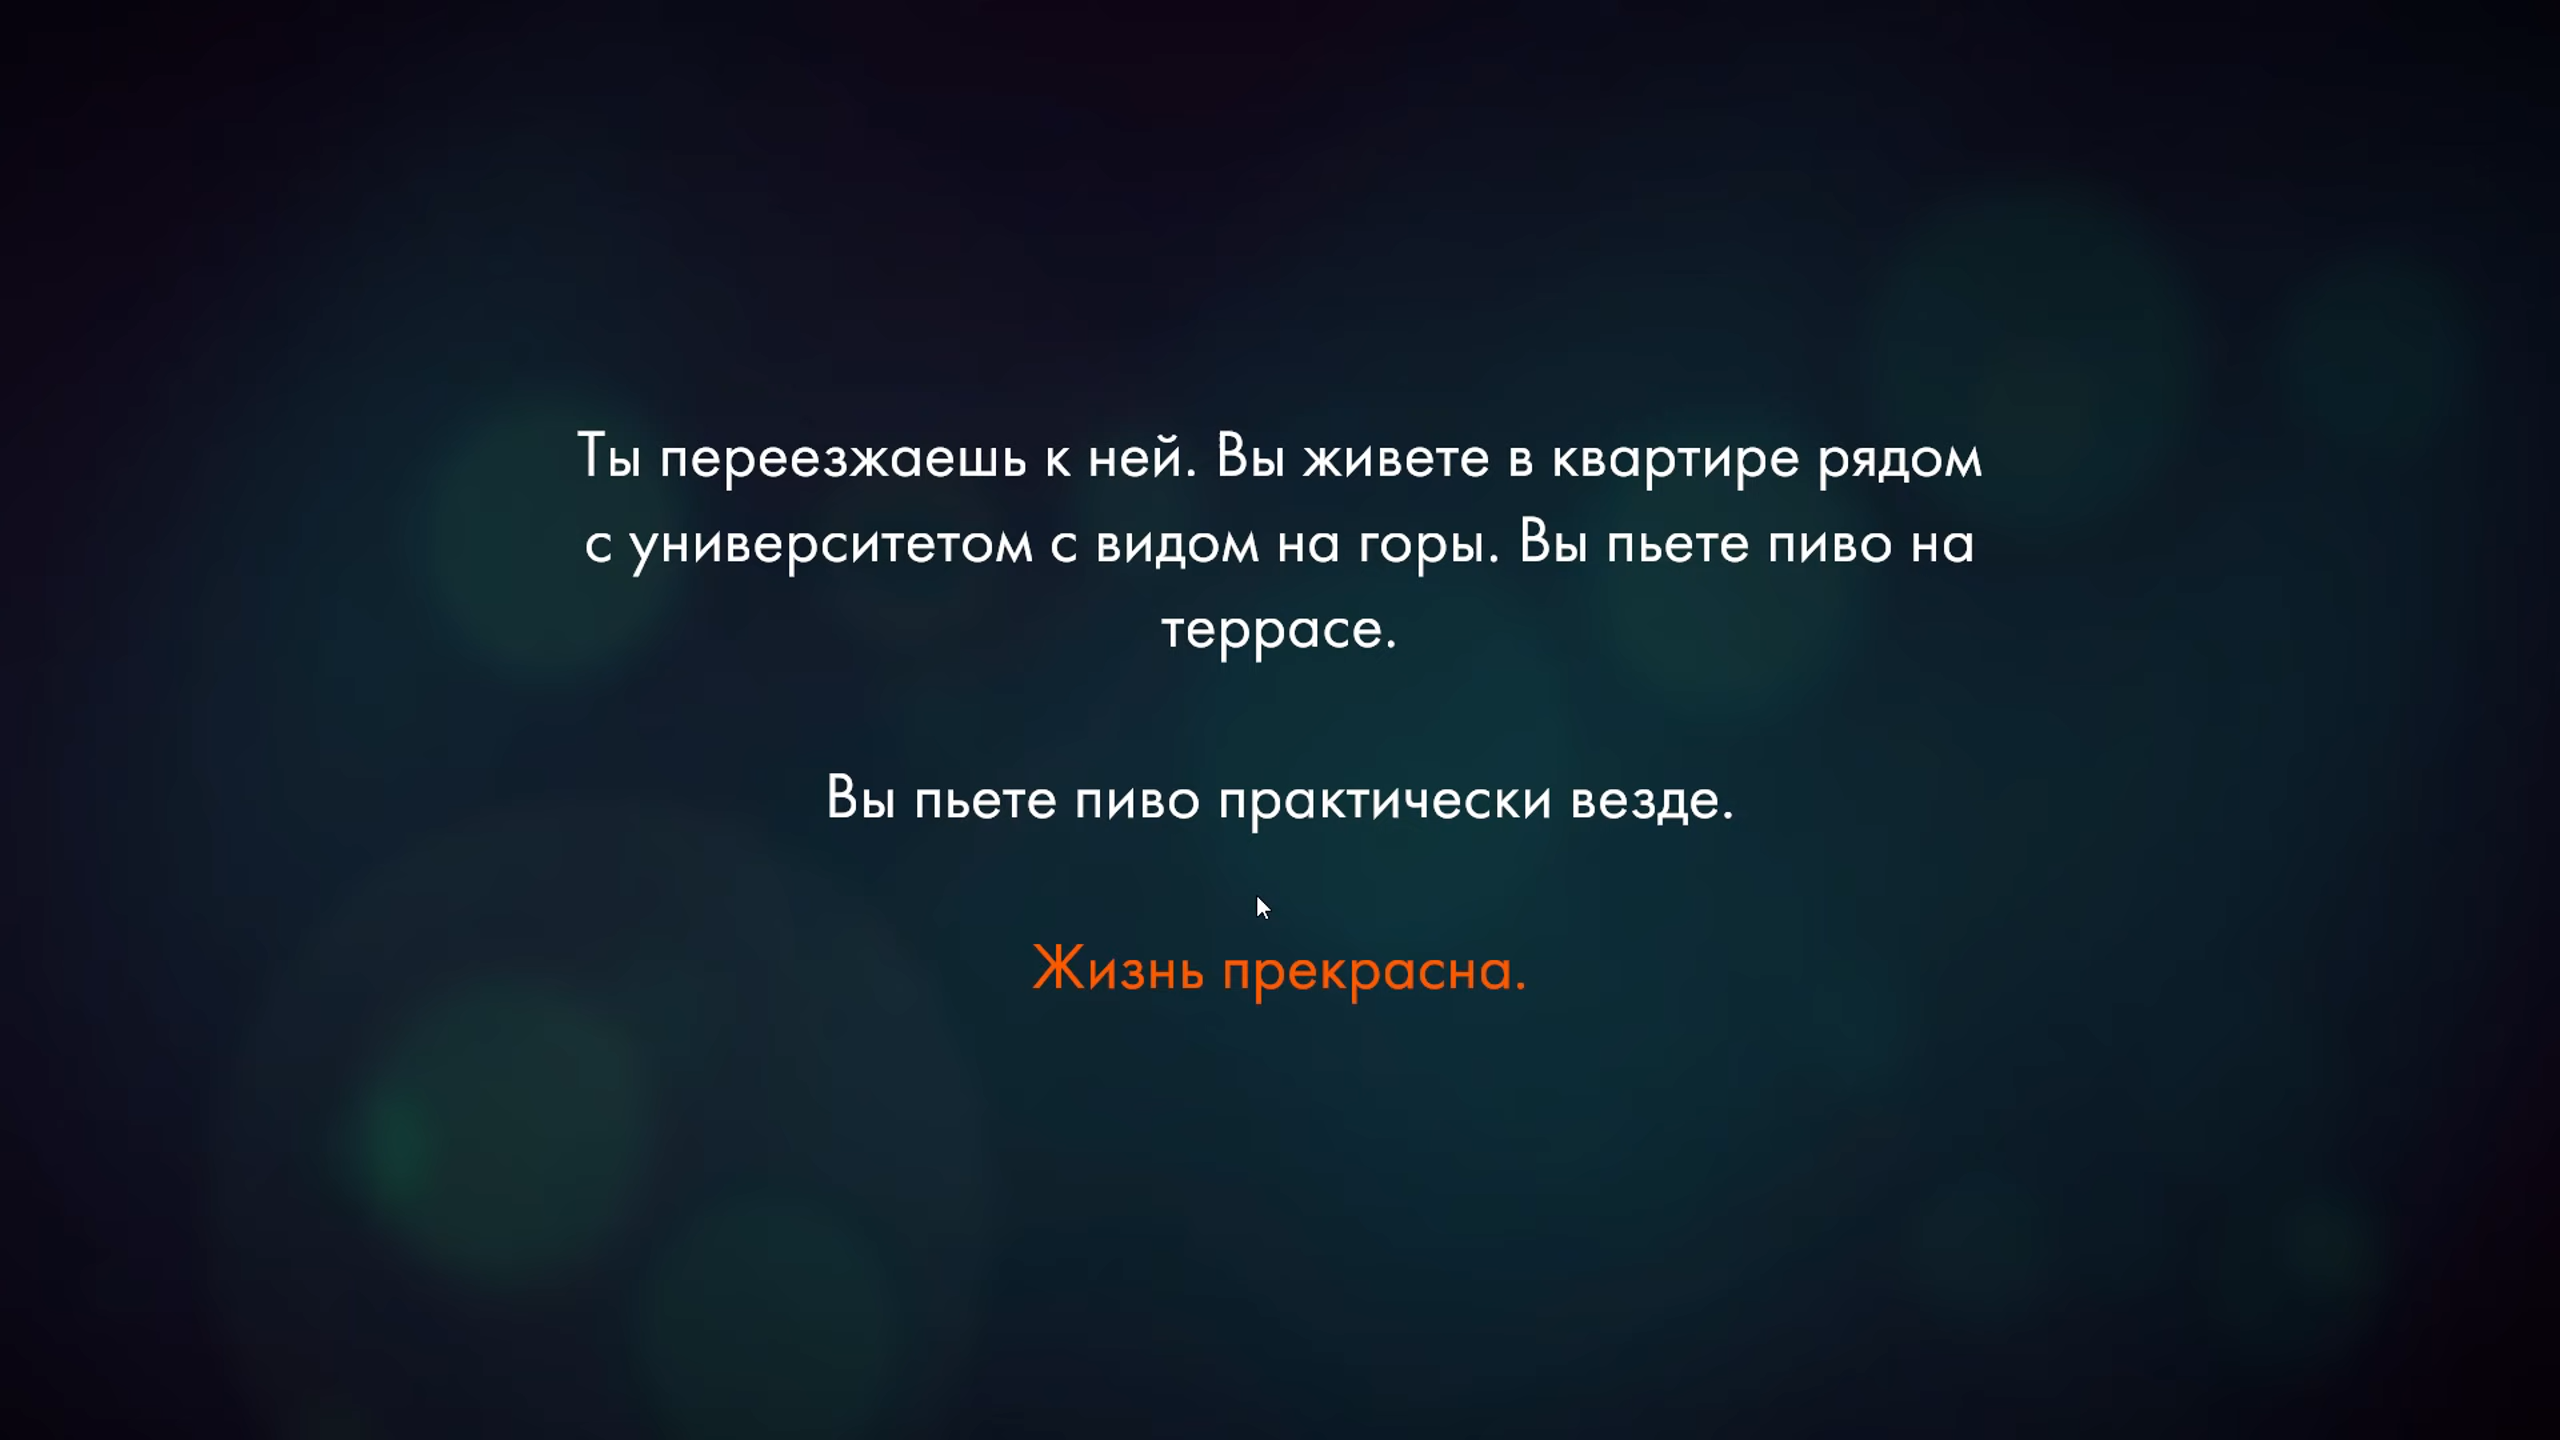 Ты переезжаешь к ней. Вы живете в квартире рядом
с университетом с видом на горы. Вы пьете пиво на
террасе.
Вы пьете пиво практически везде.
Жизнь прекрасна.